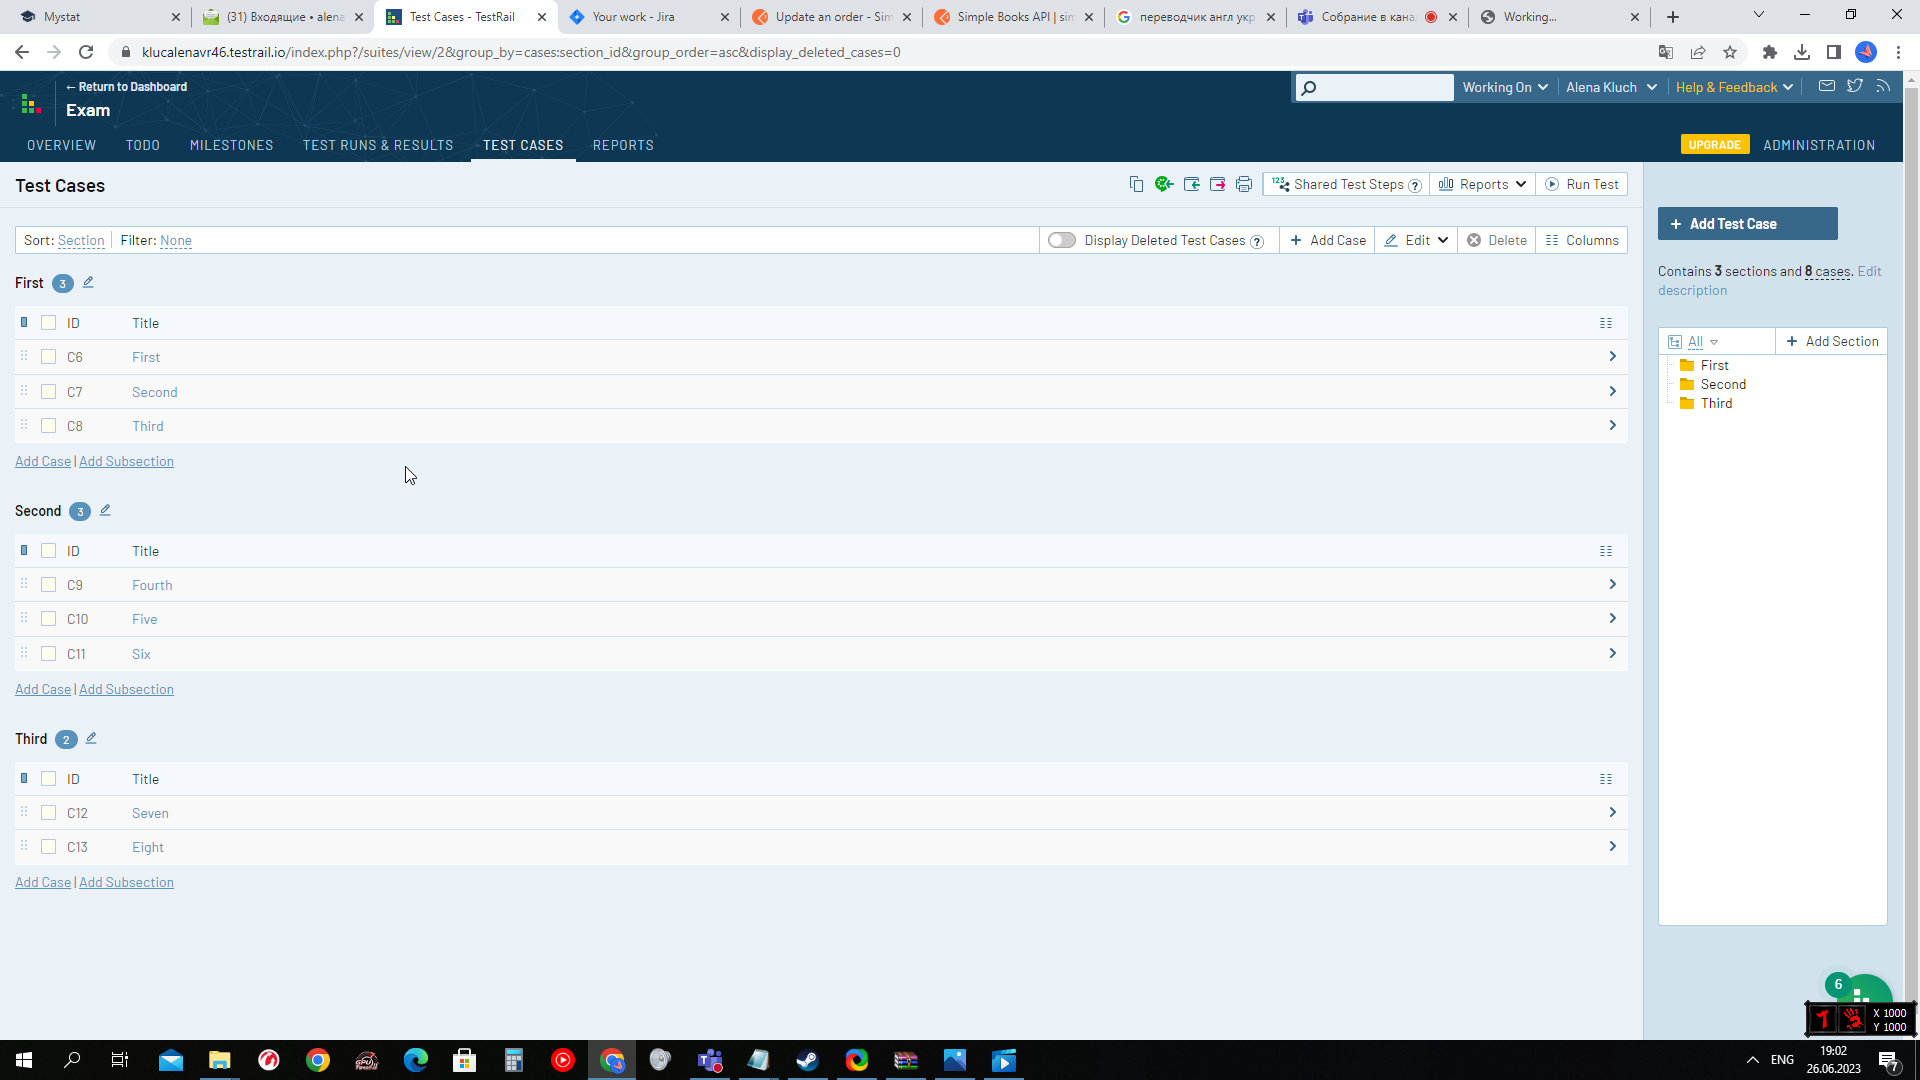 Mystat
(31) Входящие • alena
Test Cases - TestRail
Your work - Jira
Update an order - Sim
Simple Books API | sim
переводчик англ укр
Собрание в кана
Working...
klucalenavr46.testrail.io/index.php?/suites/view/2&group_by=cases:section_id&group_order=asc&display_deleted_cases=0
← Return to Dashboard
Exam
Working On
Alena Kluch
Help & Feedback
OVERVIEW
TODO
MILESTONES
TEST RUNS & RESULTS
TEST CASES
REPORTS
UPGRADE
ADMINISTRATION
Test Cases
123 Shared Test Steps ?
Reports
Run Test
Sort: Section
Filter: None
Display Deleted Test Cases ?
+ Add Case
Edit
Delete
Columns
First 3
ID Title
C6 First
C7 Second
C8 Third
Add Case | Add Subsection
Second 3
ID Title
C9 Fourth
C10 Five
C11 Six
Add Case | Add Subsection
Third 2
ID Title
C12 Seven
C13 Eight
Add Case | Add Subsection
+ Add Test Case
Contains 3 sections and 8 cases. Edit
description
All
+ Add Section
First
Second
Third
6
X 1000
Y 1000
ENG
19:02
26.06.2023
7